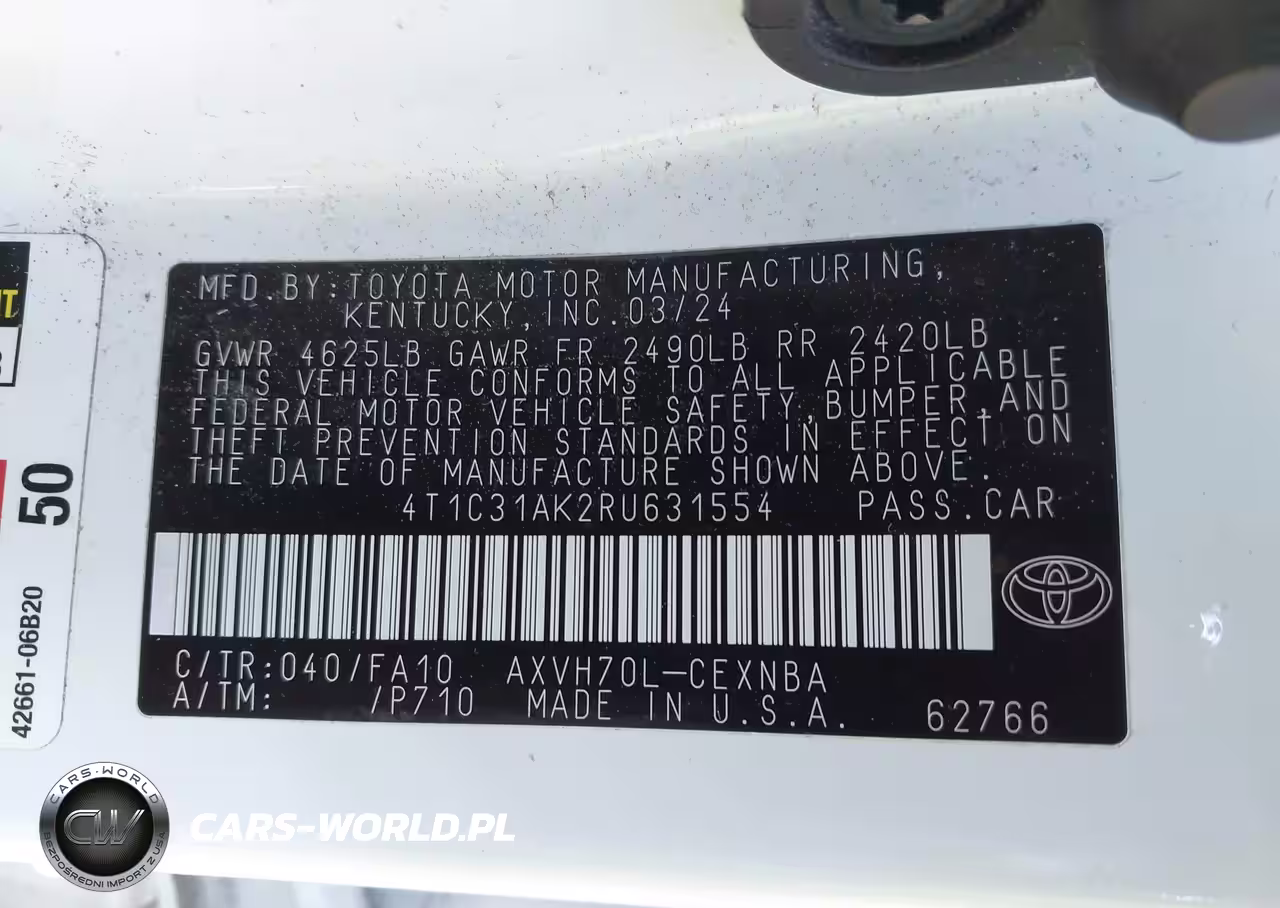 MFD.BY:TOYOTA MOTOR MANUFACTURING,
KENTUCKY,INC.03/24
GVWR 4625LB GAWR FR 2490LB RR 2420LB
THIS VEHICLE CONFORMS TO ALL APPLICABLE
FEDERAL MOTOR VEHICLE SAFETY,BUMPER,AND
THEFT PREVENTION STANDARDS IN EFFECT ON
THE DATE OF MANUFACTURE SHOWN ABOVE.
4T1C31AK2RU631554 PASS.CAR
C/TR:040/FA10 AXVH70L-CEXNBA
A/TM: /P710 MADE IN U.S.A. 62766
50
42661-06B20
CARS-WORLD
CW
BEZPOŚREDNI IMPORT Z USA
CARS-WORLD.PL